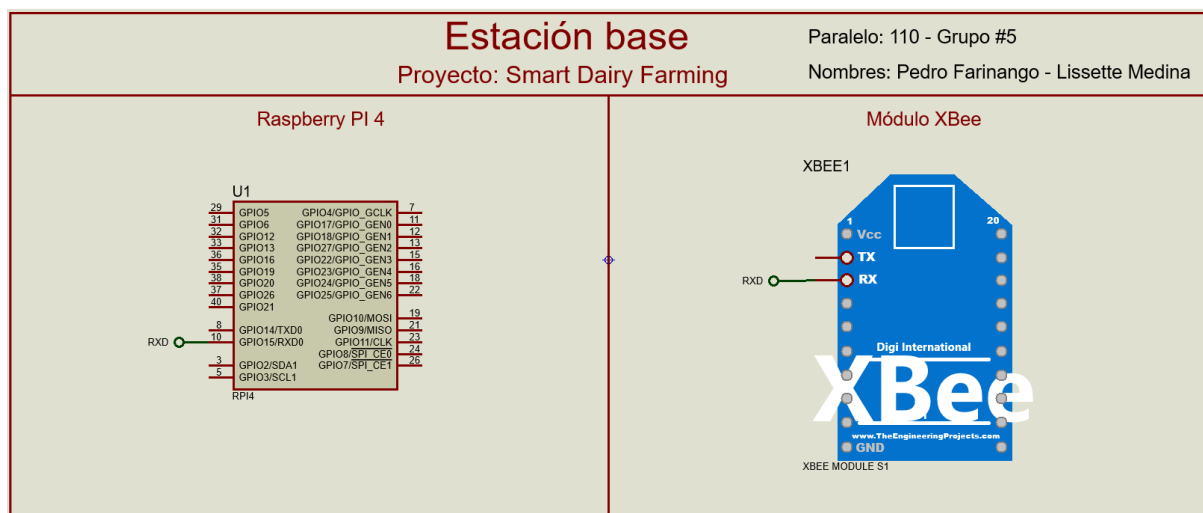 Estación base
Proyecto: Smart Dairy Farming
Paralelo: 110 - Grupo #5
Nombres: Pedro Farinango - Lissette Medina
Raspberry PI 4
U1
29 GPIO5 GPIO4/GPIO_GCLK 7
31 GPIO6 GPIO17/GPIO_GEN0 11
32 GPIO12 GPIO18/GPIO_GEN1 12
33 GPIO13 GPIO27/GPIO_GEN2 13
36 GPIO16 GPIO22/GPIO_GEN3 15
35 GPIO19 GPIO23/GPIO_GEN4 16
38 GPIO20 GPIO24/GPIO_GEN5 18
37 GPIO26 GPIO25/GPIO_GEN6 22
40 GPIO21
GPIO10/MOSI 19
8 GPIO14/TXD0 GPIO9/MISO 21
RXD 10 GPIO15/RXD0 GPIO11/CLK 23
GPIO8/SPI_CE0 24
3 GPIO2/SDA1 GPIO7/SPI_CE1 26
5 GPIO3/SCL1
RPI4
Módulo XBee
XBEE1
1 20
Vcc
TX
RXD RX
Digi International
XBee
www.TheEngineeringProjects.com
GND
XBEE MODULE S1